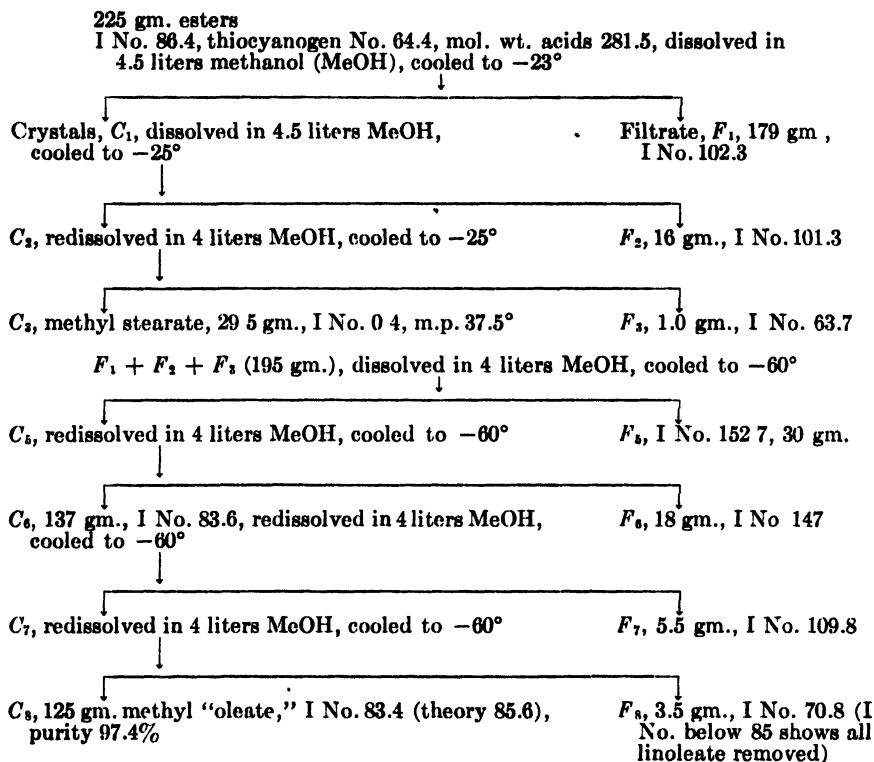 225 gm. esters
I No. 86.4, thiocyanogen No. 64.4, mol. wt. acids 281.5, dissolved in
4.5 liters methanol (MeOH), cooled to −23°
Crystals, C₁, dissolved in 4.5 liters MeOH,
cooled to −25°
Filtrate, F₁, 179 gm ,
I No. 102.3
C₂, redissolved in 4 liters MeOH, cooled to −25°
F₂, 16 gm., I No. 101.3
C₃, methyl stearate, 29 5 gm., I No. 0 4, m.p. 37.5°
F₃, 1.0 gm., I No. 63.7
F₁ + F₂ + F₃ (195 gm.), dissolved in 4 liters MeOH, cooled to −60°
C₅, redissolved in 4 liters MeOH, cooled to −60°
F₅, I No. 152 7, 30 gm.
C₆, 137 gm., I No. 83.6, redissolved in 4 liters MeOH,
cooled to −60°
F₆, 18 gm., I No 147
C₇, redissolved in 4 liters MeOH, cooled to −60°
F₇, 5.5 gm., I No. 109.8
C₈, 125 gm. methyl "oleate," I No. 83.4 (theory 85.6),
purity 97.4%
F₈, 3.5 gm., I No. 70.8 (I
No. below 85 shows all
linoleate removed)